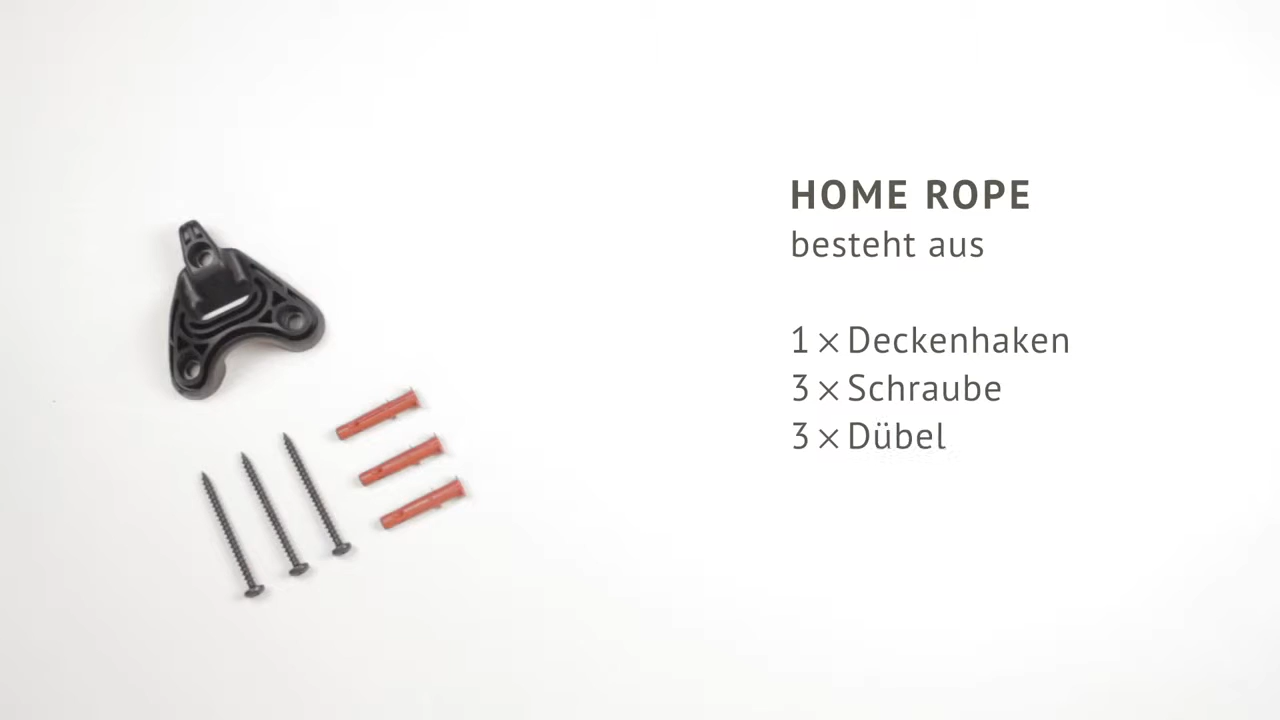 HOME ROPE
besteht aus
1 × Deckenhaken
3 × Schraube
3 × Dübel